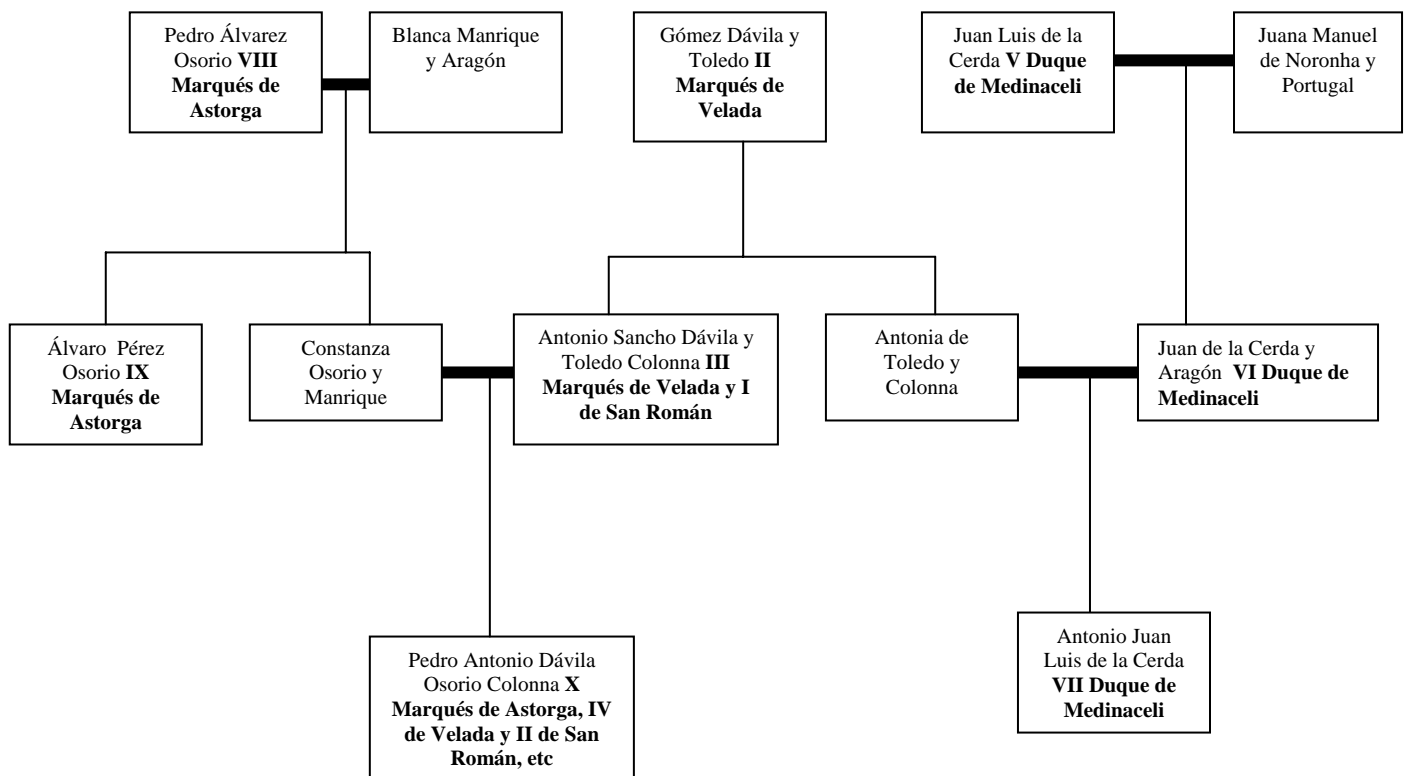 Pedro Álvarez
Osorio VIII
Marqués de
Astorga
Blanca Manrique
y Aragón
Gómez Dávila y
Toledo II
Marqués de
Velada
Juan Luis de la
Cerda V Duque
de Medinaceli
Juana Manuel
de Noronha y
Portugal
Álvaro Pérez
Osorio IX
Marqués de
Astorga
Constanza
Osorio y
Manrique
Antonio Sancho Dávila y
Toledo Colonna III
Marqués de Velada y I
de San Román
Antonia de
Toledo y
Colonna
Juan de la Cerda y
Aragón VI Duque de
Medinaceli
Pedro Antonio Dávila
Osorio Colonna X
Marqués de Astorga, IV
de Velada y II de San
Román, etc
Antonio Juan
Luis de la Cerda
VII Duque de
Medinaceli